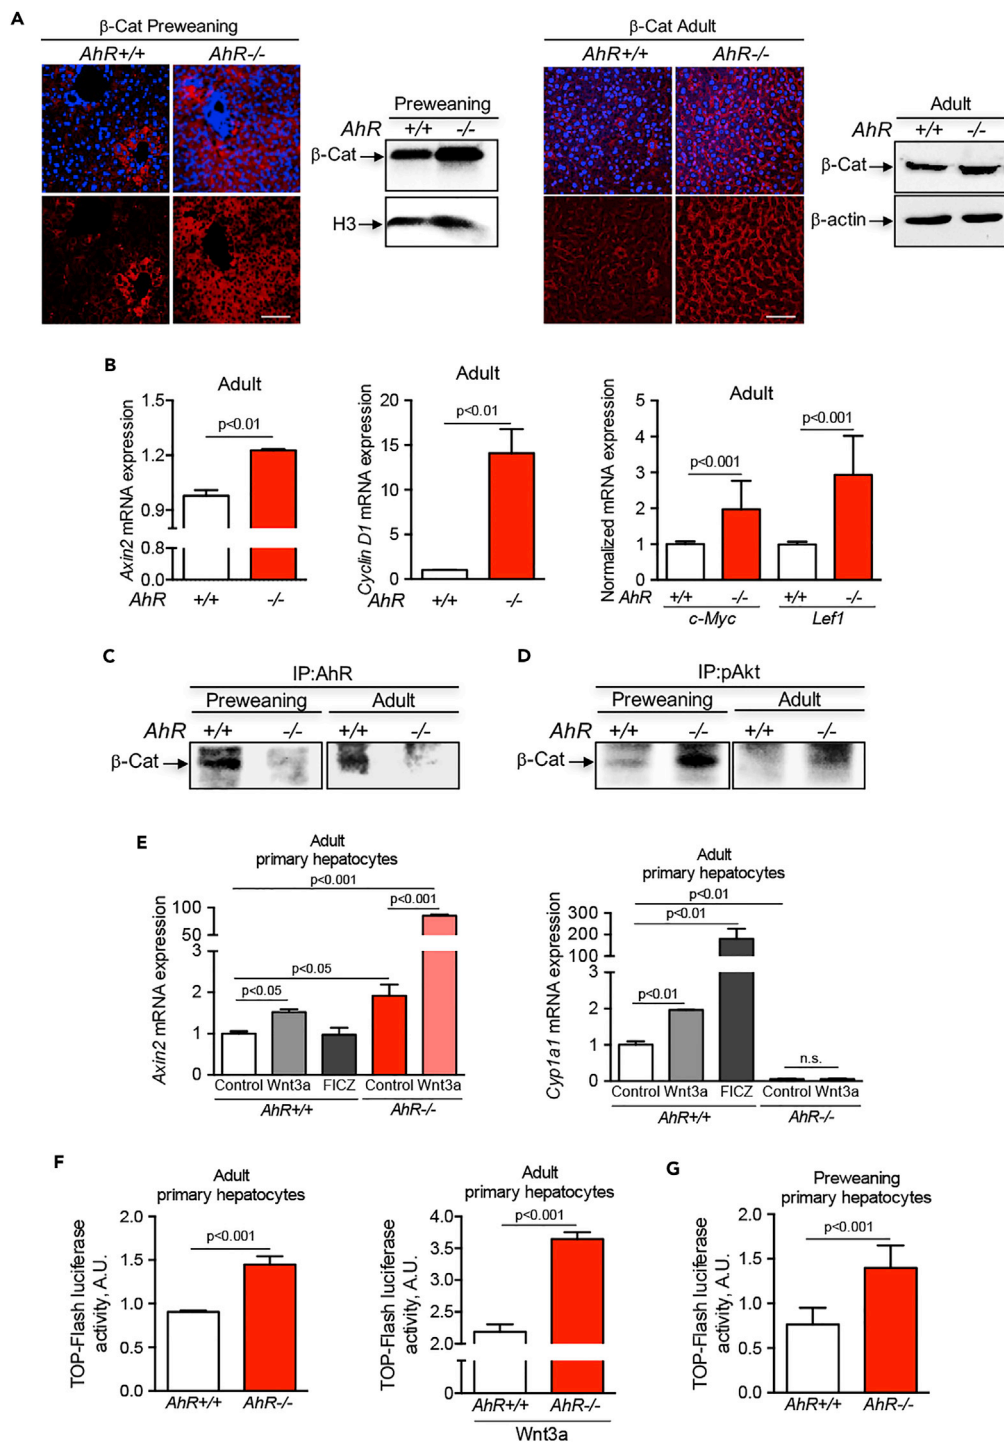 A
β-Cat Preweaning
AhR+/+ AhR-/-
Preweaning
AhR +/+ -/-
β-Cat
H3
β-Cat Adult
AhR+/+ AhR-/-
Adult
AhR +/+ -/-
β-Cat
β-actin
B
Adult
Axin2 mRNA expression
1.5
1.2
0.9
0.8
0.0
p<0.01
AhR +/+ -/-
Adult
Cyclin D1 mRNA expression
20
15
10
5
0
p<0.01
AhR +/+ -/-
Adult
Normalized mRNA expression
5
4
3
2
1
0
p<0.001
p<0.001
AhR +/+ -/- +/+ -/-
c-Myc Lef1
C
IP:AhR
Preweaning Adult
AhR +/+ -/- +/+ -/-
β-Cat
D
IP:pAkt
Preweaning Adult
AhR +/+ -/- +/+ -/-
β-Cat
E
Adult
primary hepatocytes
Axin2 mRNA expression
100
50
3
2
1
0
p<0.001
p<0.001
p<0.05
p<0.05
Control Wnt3a FICZ Control Wnt3a
AhR+/+ AhR-/-
Adult
primary hepatocytes
Cyp1a1 mRNA expression
300
200
100
3
2
1
0
p<0.01
p<0.01
p<0.01
n.s.
Control Wnt3a FICZ Control Wnt3a
AhR+/+ AhR-/-
F
Adult
primary hepatocytes
TOP-Flash luciferase
activity, A.U.
2.0
1.5
1.0
0.5
0.0
p<0.001
AhR+/+ AhR-/-
Adult
primary hepatocytes
TOP-Flash luciferase
activity, A.U.
4.0
3.5
3.0
2.5
2.0
0
p<0.001
AhR+/+ AhR-/-
Wnt3a
G
Preweaning
primary hepatocytes
TOP-Flash luciferase
activity, A.U.
2.0
1.5
1.0
0.5
0.0
p<0.001
AhR+/+ AhR-/-